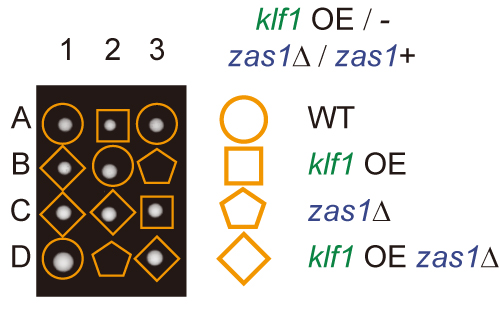 klf1 OE / -
zas1Δ / zas1+
1 2 3
A
WT
B
klf1 OE
C
zas1Δ
D
klf1 OE zas1Δ